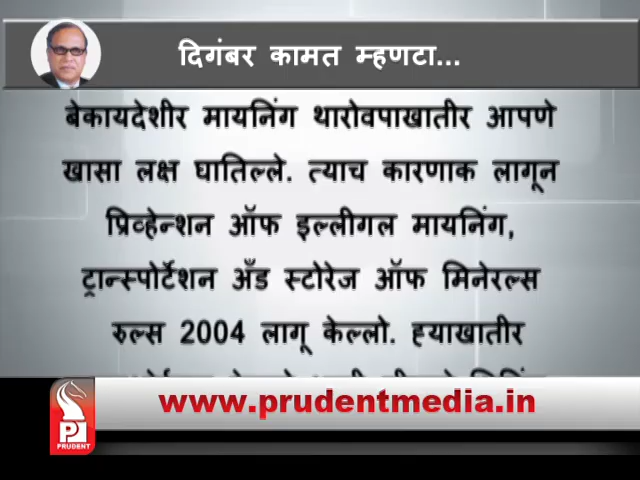 दिगंबर कामत म्हणटा...
बेकायदेशीर मायनिंग थारोवपाखातीर आपणे
खासा लक्ष घातिल्ले. त्याच कारणाक लागून
प्रिव्हेन्शन ऑफ इल्लीगल मायनिंग,
ट्रान्स्पोर्टेशन अँड स्टोरेज ऑफ मिनेरल्स
रुल्स 2004 लागू केल्लो. ह्याखातीर
www.prudentmedia.in
PRUDENT